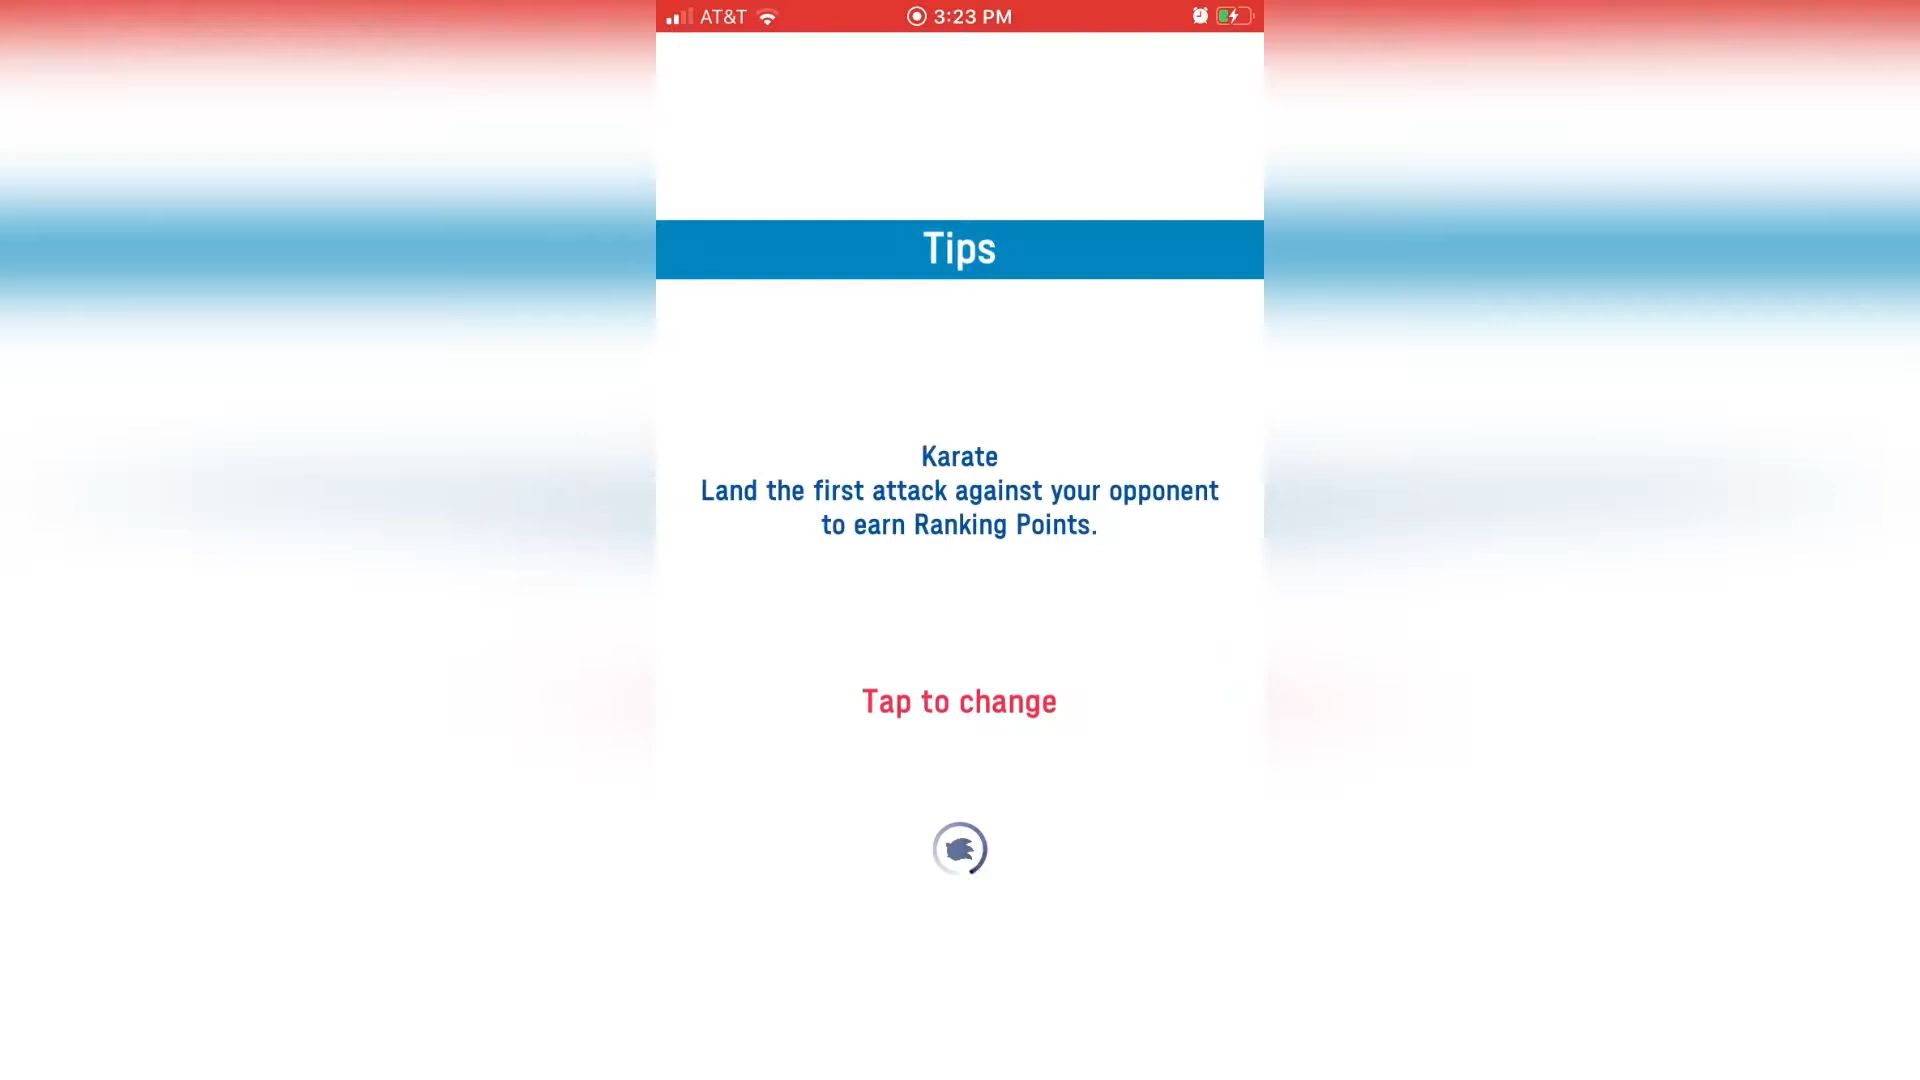 AT&T 3:23 PM
Tips
Karate
Land the first attack against your opponent
to earn Ranking Points.
Tap to change